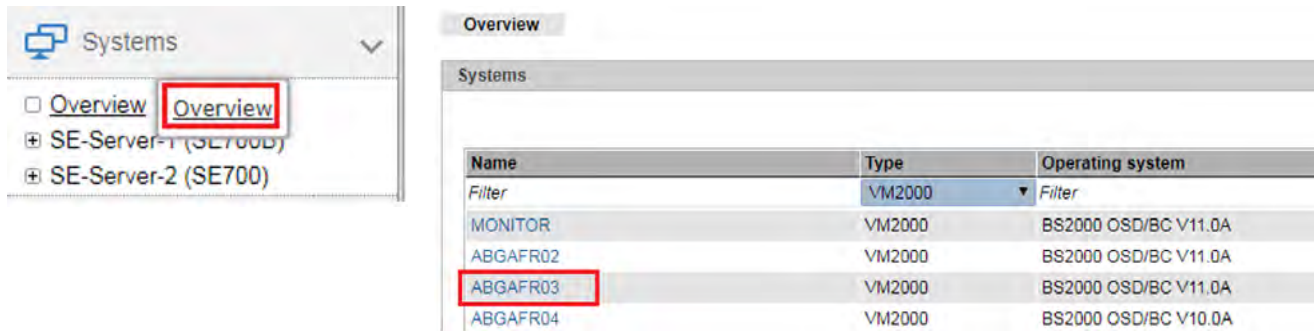 Systems
Overview
Overview
SE-Server-1 (SE700B)
SE-Server-2 (SE700)
Overview
Systems
Name Type Operating system
Filter VM2000 Filter
MONITOR VM2000 BS2000 OSD/BC V11.0A
ABGAFR02 VM2000 BS2000 OSD/BC V11.0A
ABGAFR03 VM2000 BS2000 OSD/BC V11.0A
ABGAFR04 VM2000 BS2000 OSD/BC V10.0A